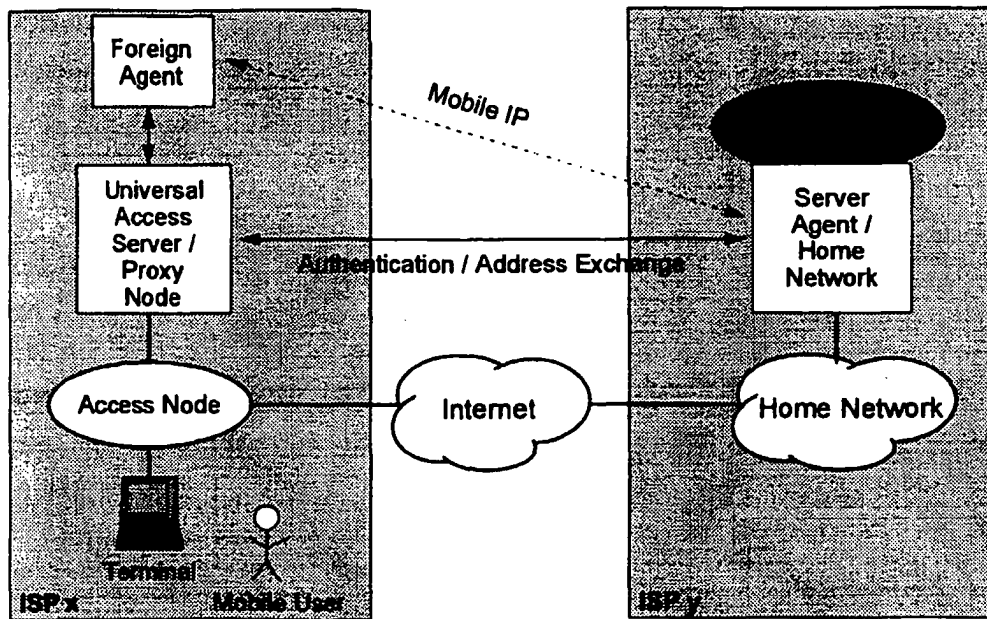 Foreign
Agent
Mobile IP
Universal
Access
Server /
Proxy
Node
Server
Agent /
Home
Network
Authentication / Address Exchange
Access Node
Internet
Home Network
Terminal
ISP x
Mobile User
ISP y